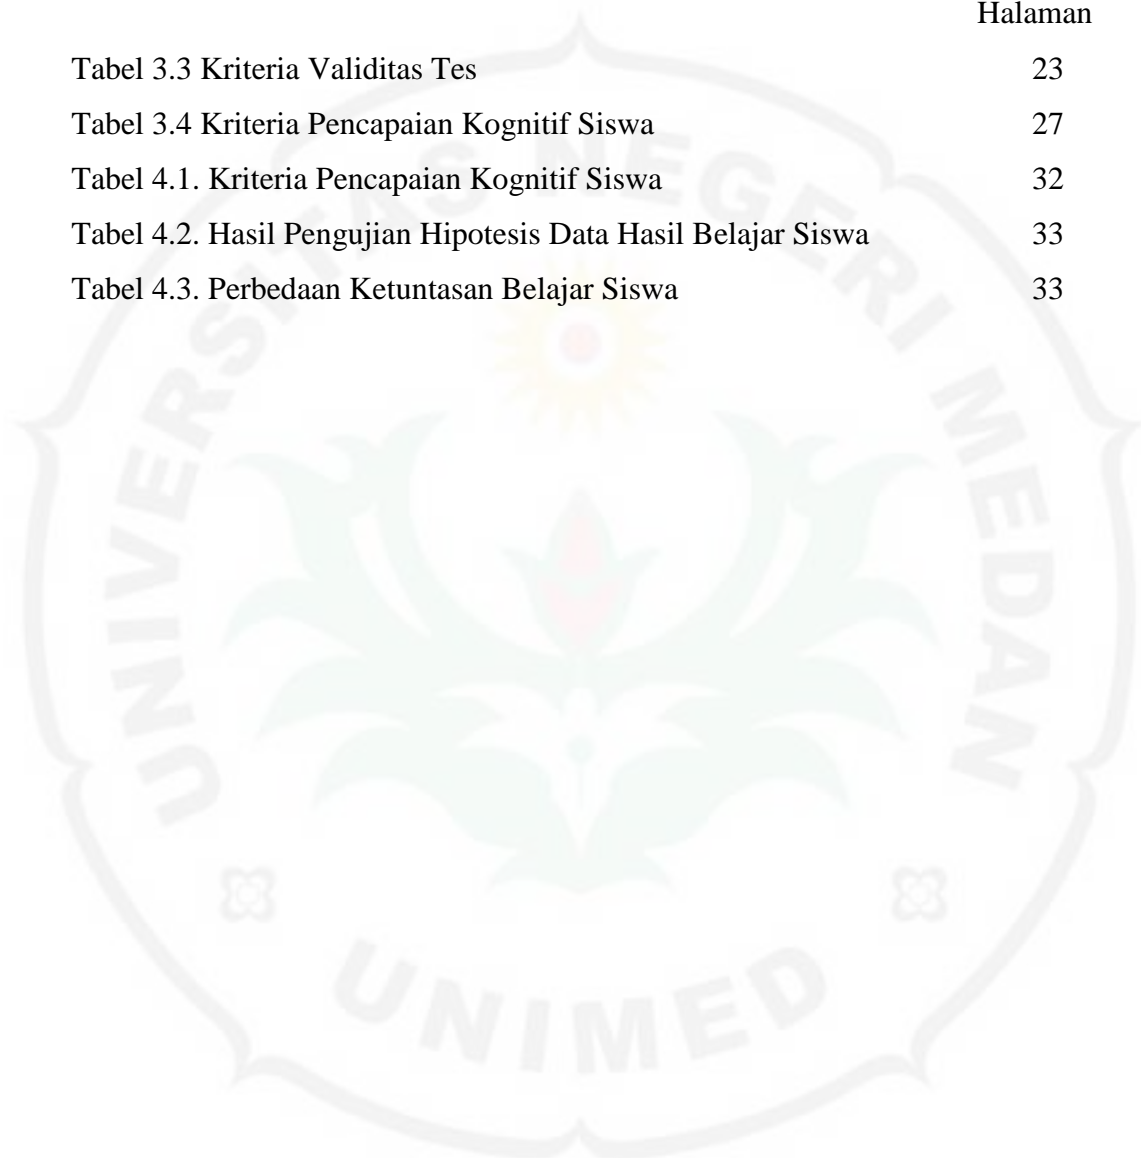 Halaman
Tabel 3.3 Kriteria Validitas Tes 23
Tabel 3.4 Kriteria Pencapaian Kognitif Siswa 27
Tabel 4.1. Kriteria Pencapaian Kognitif Siswa 32
Tabel 4.2. Hasil Pengujian Hipotesis Data Hasil Belajar Siswa 33
Tabel 4.3. Perbedaan Ketuntasan Belajar Siswa 33
UNIVERSITAS NEGERI MEDAN
UNIMED